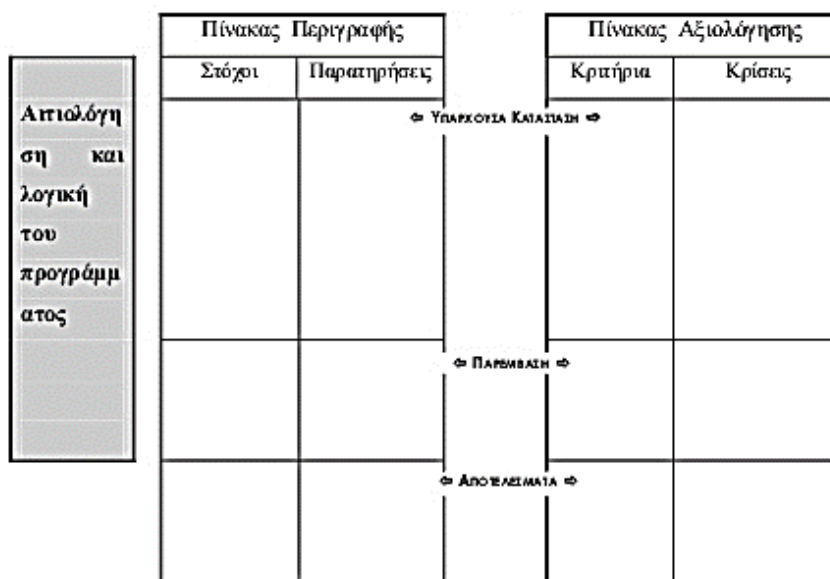 Πίνακας Περιγραφής
Πίνακας Αξιολόγησης
Στόχοι
Παρατηρήσεις
Κριτήρια
Κρίσεις
Αιτιολόγη
ση και
λογική
του
προγράμμ
ατος
⇦ ΥΠΑΡΧΟΥΣΑ ΚΑΤΑΣΤΑΣΗ ⇨
⇦ ΠΑΡΕΜΒΑΣΗ ⇨
⇦ ΑΠΟΤΕΛΕΣΜΑΤΑ ⇨